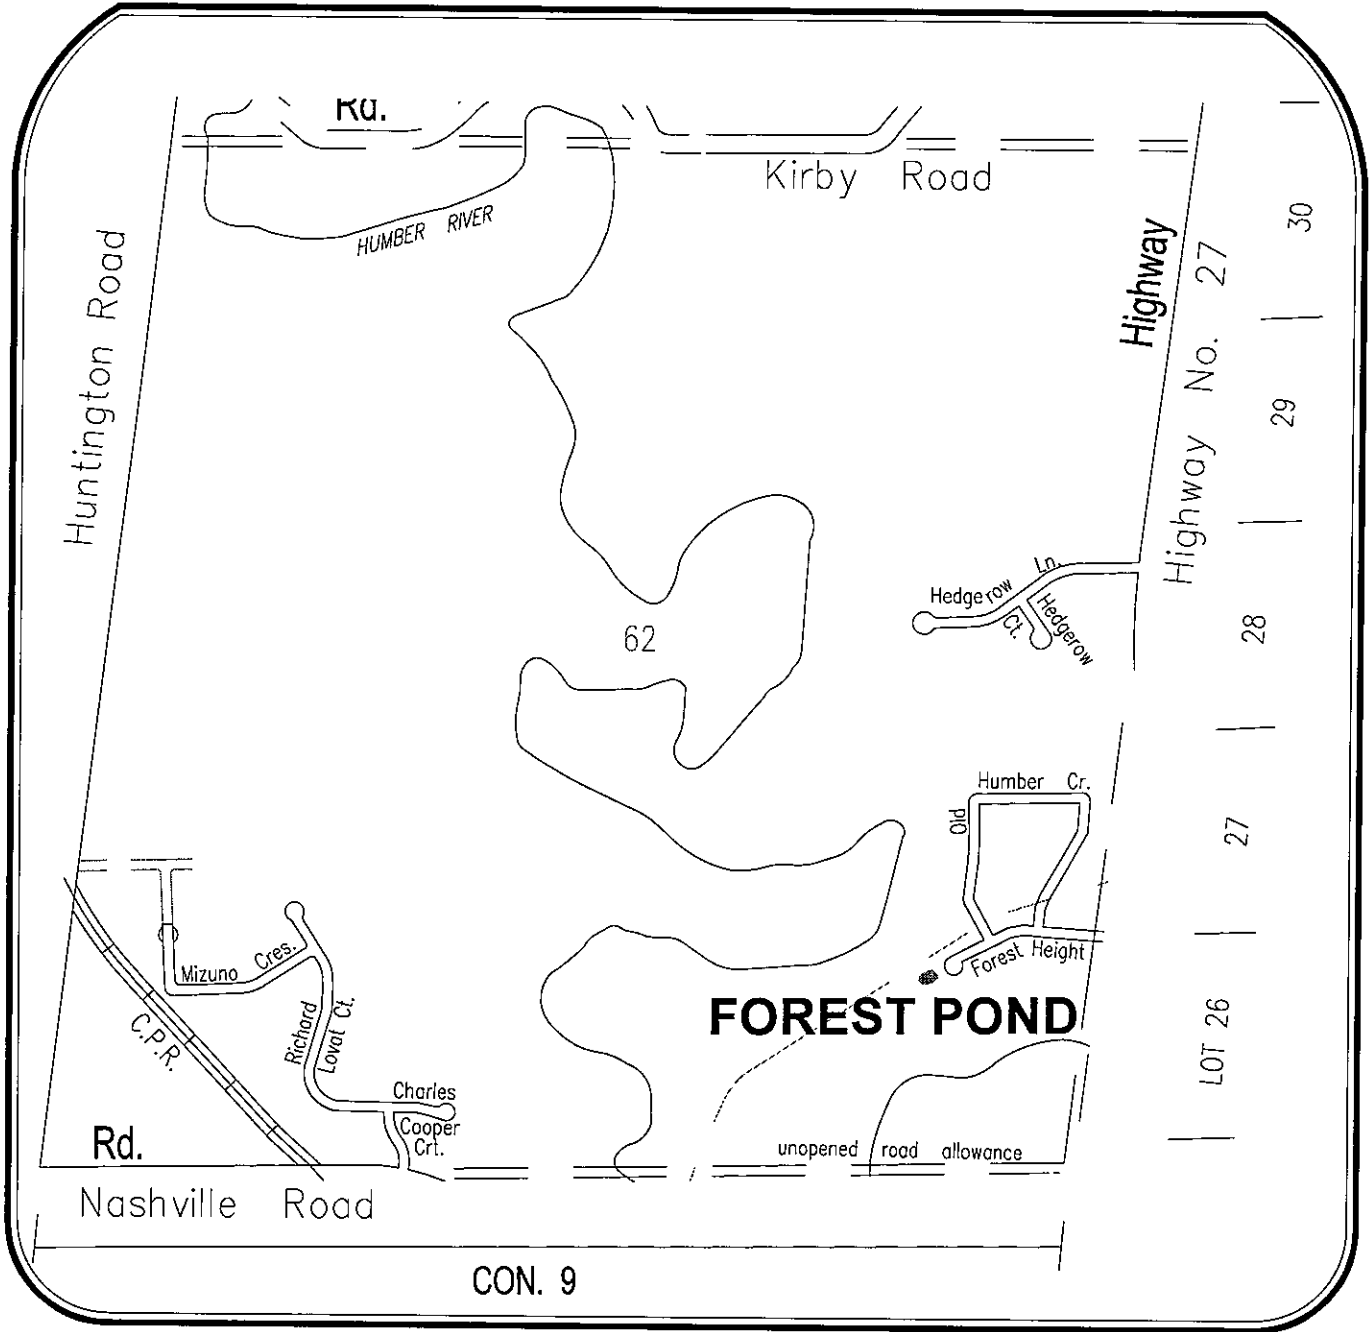 Rd.
Kirby Road
HUMBER RIVER
Huntington Road
Highway
Highway No. 27
30
29
28
27
LOT 26
Hedgerow Ln.
Hedgerow
Ct.
62
Old
Humber Cr.
Forest Height
FOREST POND
Mizuno Cres.
Richard
Lovat Ct.
C.P.R.
Charles
Cooper
Crt.
Rd.
unopened road allowance
Nashville Road
CON. 9